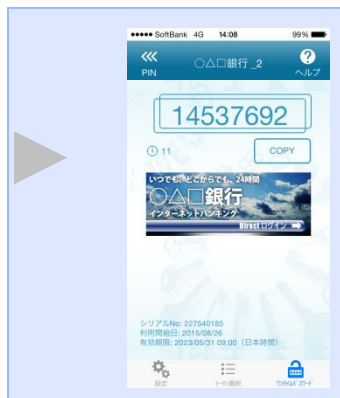 ●●●●● SoftBank 4G 14:08 99%
PIN
○△□銀行 _2
ヘルプ
14537692
11
COPY
いつでも、どこからでも、24時間
○△□銀行
インターネットバンキング
Direct ログイン
シリアルNo: 227540185
利用開始日: 2015/08/26
有効期限: 2023/05/31 09:00（日本時間）
設定
トークン選択
ワンタイムパスワード